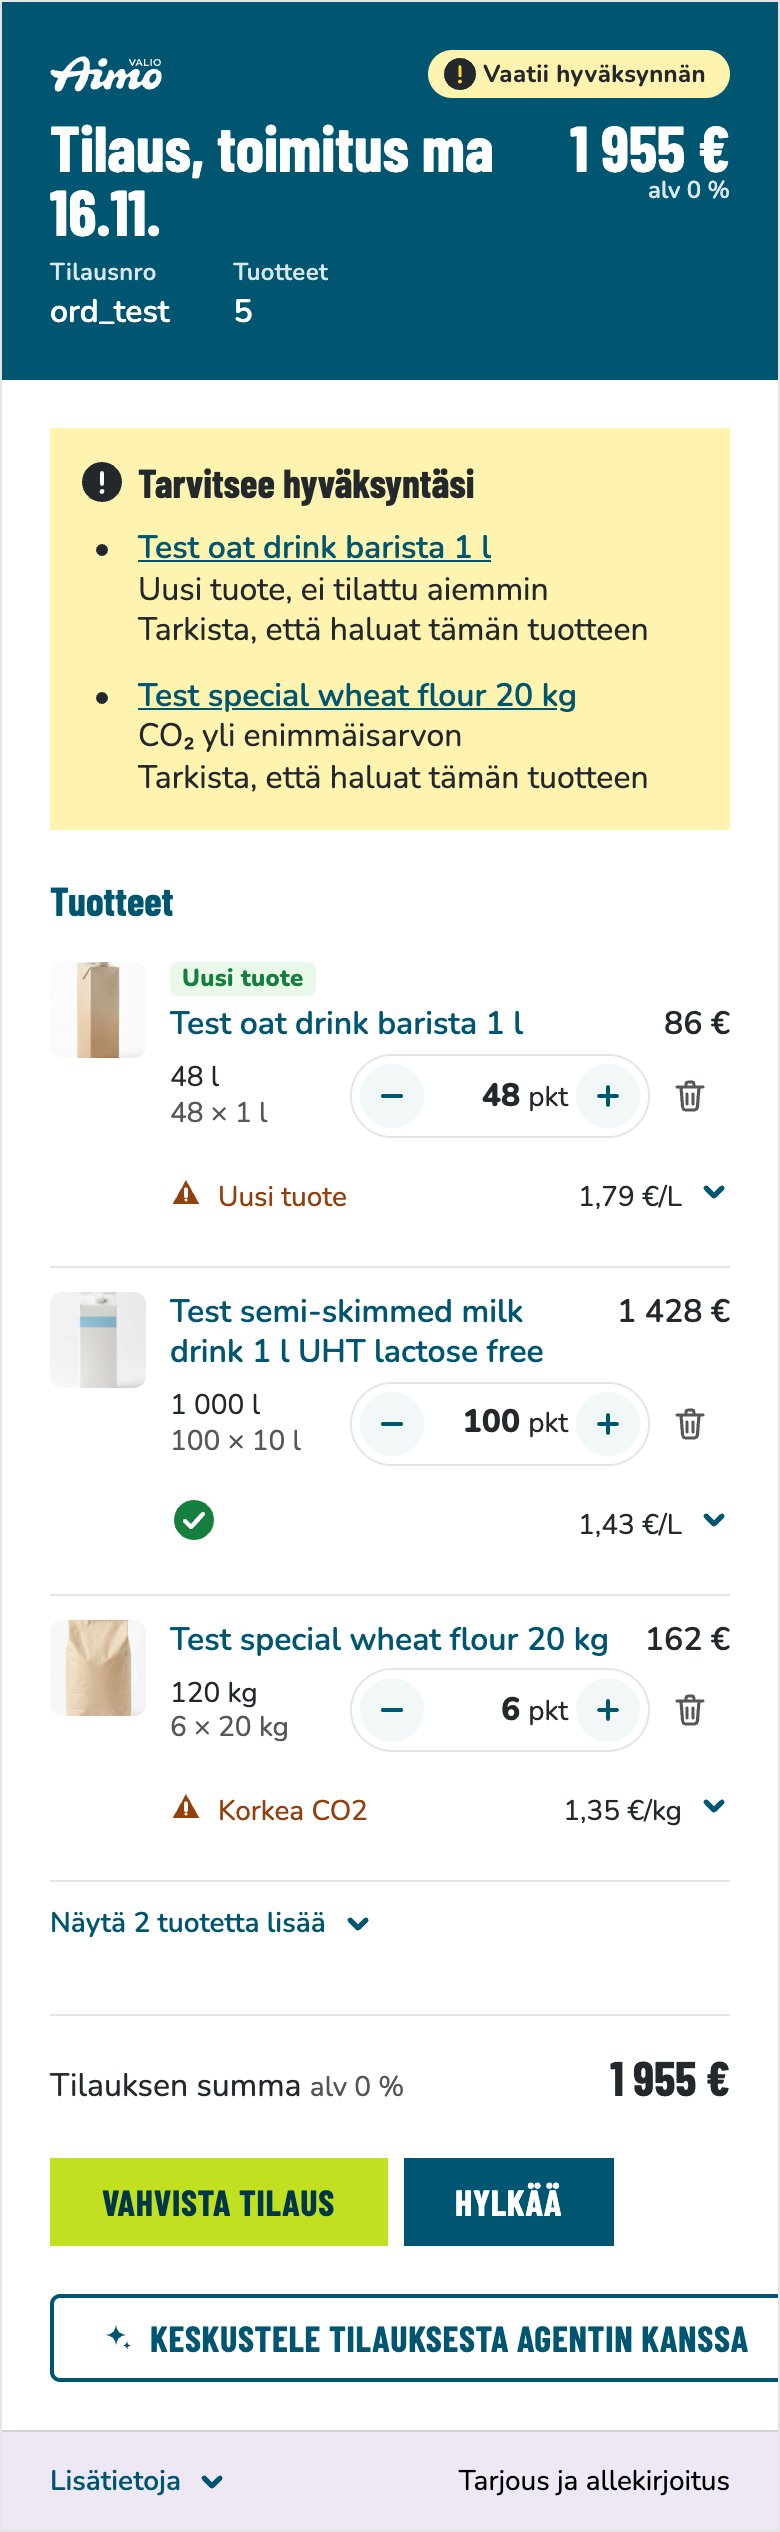 VALIO
Aimo
Vaatii hyväksynnän
Tilaus, toimitus ma
16.11.
1 955 €
alv 0 %
Tilausnro
Tuotteet
ord_test
5
Tarvitsee hyväksyntäsi
Test oat drink barista 1 l
Uusi tuote, ei tilattu aiemmin
Tarkista, että haluat tämän tuotteen
Test special wheat flour 20 kg
CO₂ yli enimmäisarvon
Tarkista, että haluat tämän tuotteen
Tuotteet
Uusi tuote
Test oat drink barista 1 l
86 €
48 l
48 × 1 l
48 pkt
Uusi tuote
1,79 €/L
Test semi-skimmed milk
drink 1 l UHT lactose free
1 428 €
1 000 l
100 × 10 l
100 pkt
1,43 €/L
Test special wheat flour 20 kg
162 €
120 kg
6 × 20 kg
6 pkt
Korkea CO2
1,35 €/kg
Näytä 2 tuotetta lisää
Tilauksen summa alv 0 %
1 955 €
VAHVISTA TILAUS
HYLKÄÄ
KESKUSTELE TILAUKSESTA AGENTIN KANSSA
Lisätietoja
Tarjous ja allekirjoitus